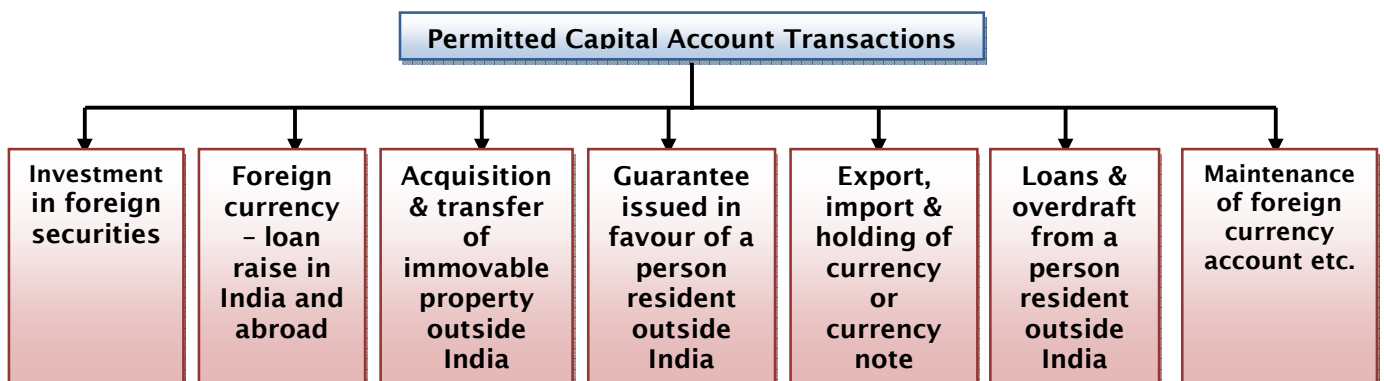 Permitted Capital Account Transactions
Investment
in foreign
securities
Foreign
currency
– loan
raise in
India and
abroad
Acquisition
& transfer
of
immovable
property
outside
India
Guarantee
issued in
favour of a
person
resident
outside
India
Export,
import &
holding of
currency
or
currency
note
Loans &
overdraft
from a
person
resident
outside
India
Maintenance
of foreign
currency
account etc.